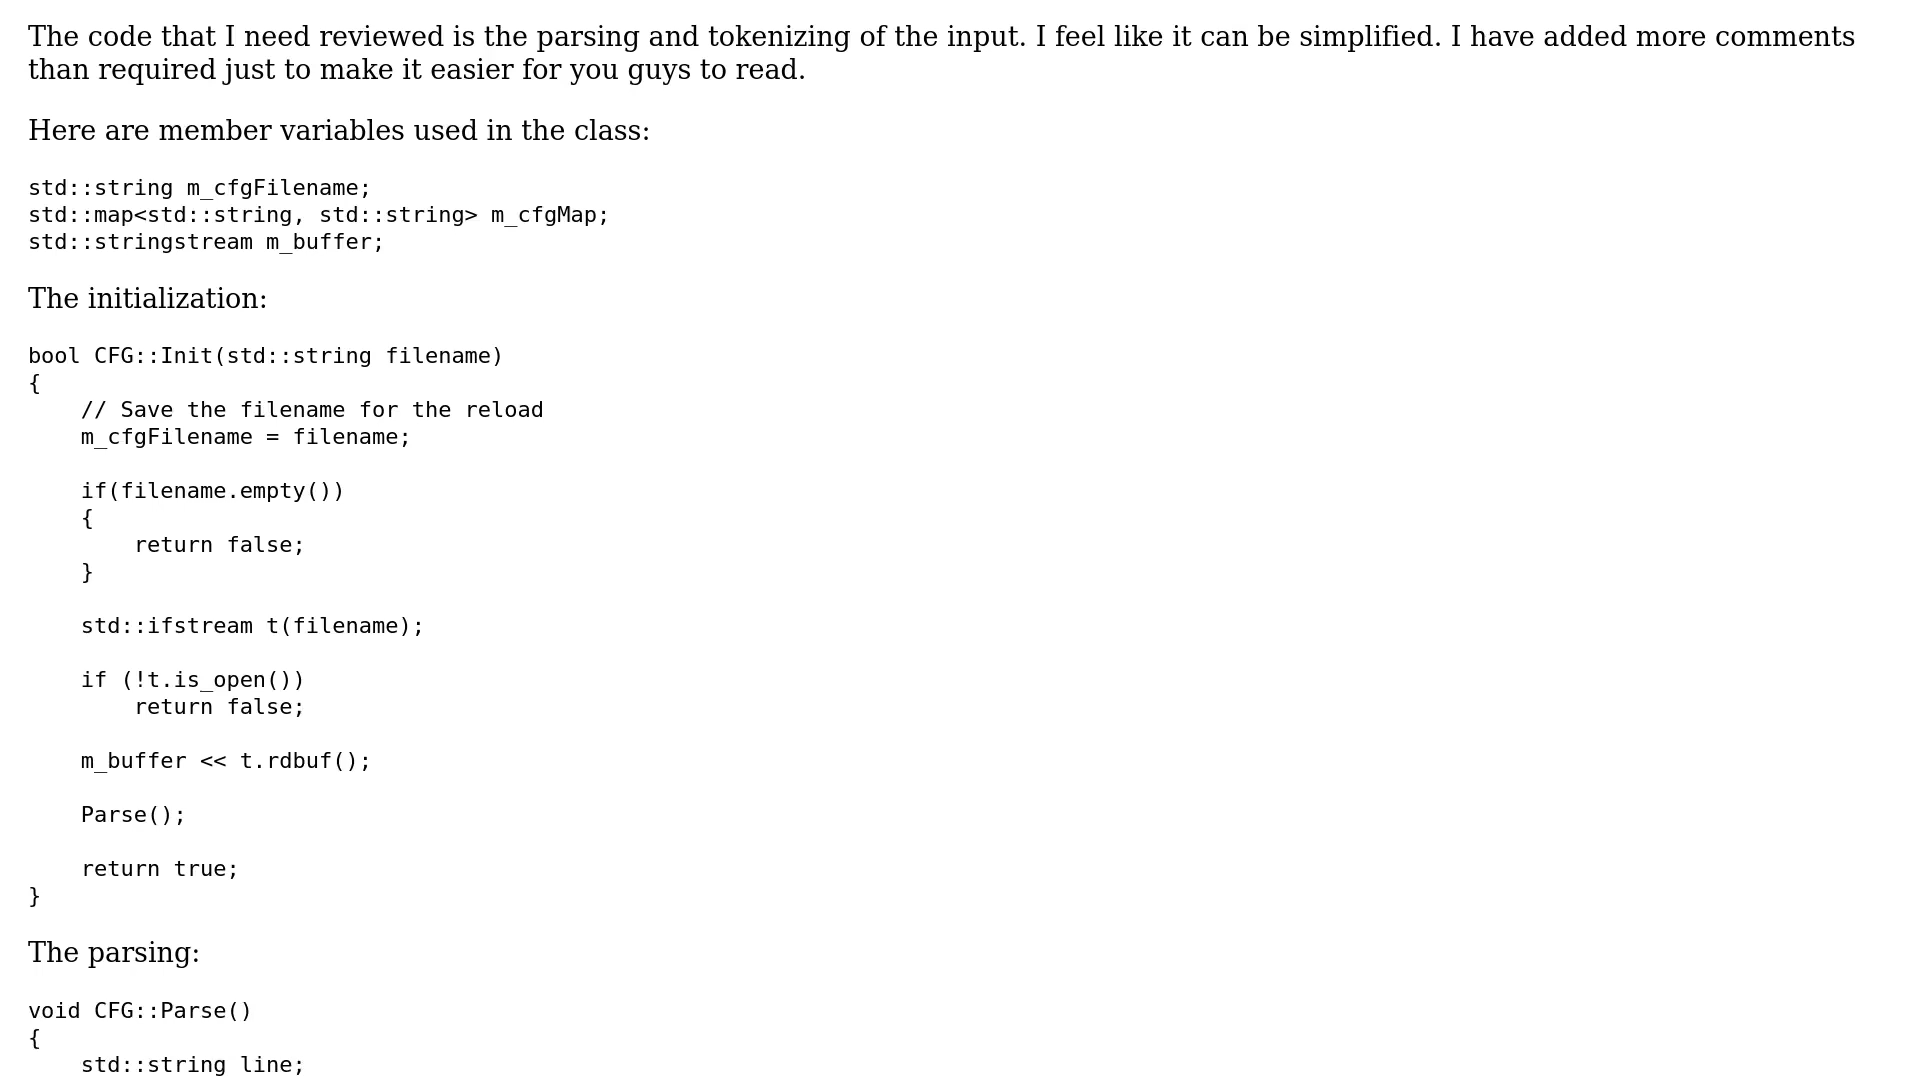 The code that I need reviewed is the parsing and tokenizing of the input. I feel like it can be simplified. I have added more comments
than required just to make it easier for you guys to read.
Here are member variables used in the class:
std::string m_cfgFilename;
std::map<std::string, std::string> m_cfgMap;
std::stringstream m_buffer;
The initialization:
bool CFG::Init(std::string filename)
{
    // Save the filename for the reload
    m_cfgFilename = filename;
    if(filename.empty())
    {
        return false;
    }
    std::ifstream t(filename);
    if (!t.is_open())
        return false;
    m_buffer << t.rdbuf();
    Parse();
    return true;
}
The parsing:
void CFG::Parse()
{
    std::string line;